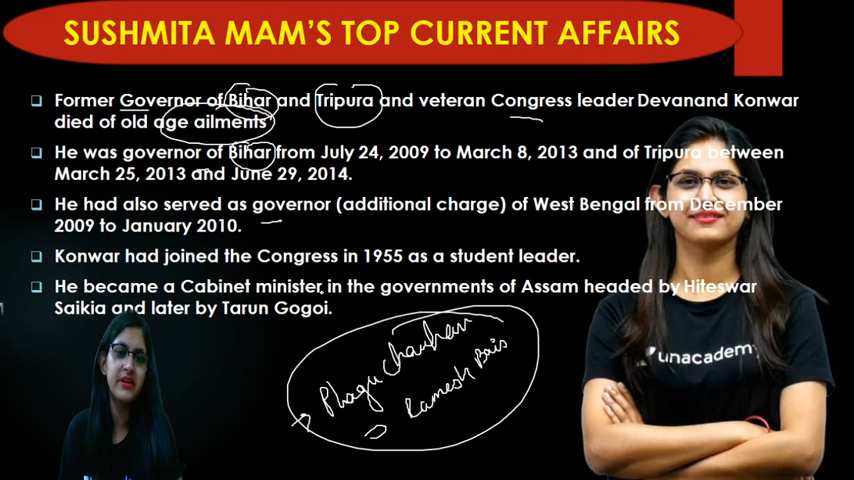 SUSHMITA MAM'S TOP CURRENT AFFAIRS
Former Governor of Bihar and Tripura and veteran Congress leader Devanand Konwar
died of old age ailments
He was governor of Bihar from July 24, 2009 to March 8, 2013 and of Tripura between
March 25, 2013 and June 29, 2014.
He had also served as governor (additional charge) of West Bengal from December
2009 to January 2010.
Konwar had joined the Congress in 1955 as a student leader.
He became a Cabinet minister in the governments of Assam headed by Hiteswar
Saikia and later by Tarun Gogoi.
Phagu Chauhan
Ramesh Bais
unacademy